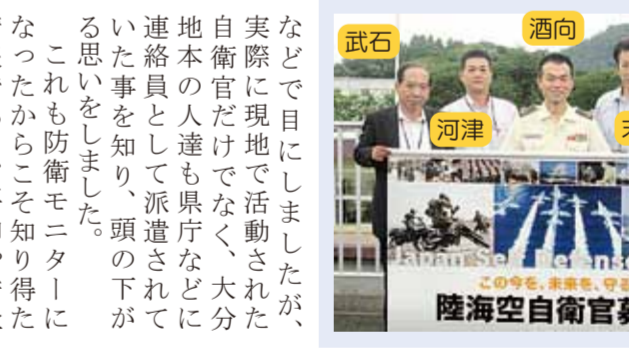 などで目にしましたが、
実際に現地で活動された
自衛官だけでなく、大分
地本の人達も県庁などに
連絡員として派遣されて
いた事を知り、頭の下が
る思いをしました。
これも防衛モニターに
なったからこそ知り得た
武石
酒向
河津
Japan Self Defense
この今を、未来を、守る
陸海空自衛官募